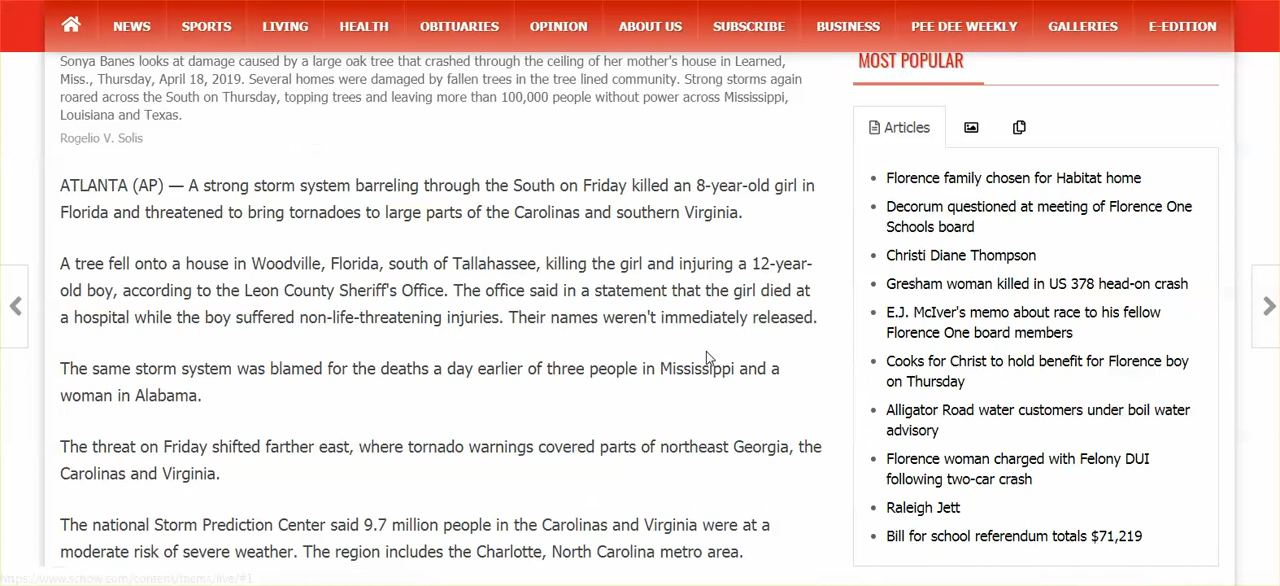 NEWS SPORTS LIVING HEALTH OBITUARIES OPINION ABOUT US SUBSCRIBE BUSINESS PEE DEE WEEKLY GALLERIES E-EDITION
Sonya Banes looks at damage caused by a large oak tree that crashed through the ceiling of her mother's house in Learned,
Miss., Thursday, April 18, 2019. Several homes were damaged by fallen trees in the tree lined community. Strong storms again
roared across the South on Thursday, topping trees and leaving more than 100,000 people without power across Mississippi,
Louisiana and Texas.
Rogelio V. Solis
ATLANTA (AP) — A strong storm system barreling through the South on Friday killed an 8-year-old girl in
Florida and threatened to bring tornadoes to large parts of the Carolinas and southern Virginia.
A tree fell onto a house in Woodville, Florida, south of Tallahassee, killing the girl and injuring a 12-year-
old boy, according to the Leon County Sheriff's Office. The office said in a statement that the girl died at
a hospital while the boy suffered non-life-threatening injuries. Their names weren't immediately released.
The same storm system was blamed for the deaths a day earlier of three people in Mississippi and a
woman in Alabama.
The threat on Friday shifted farther east, where tornado warnings covered parts of northeast Georgia, the
Carolinas and Virginia.
The national Storm Prediction Center said 9.7 million people in the Carolinas and Virginia were at a
moderate risk of severe weather. The region includes the Charlotte, North Carolina metro area.
MOST POPULAR
Articles
Florence family chosen for Habitat home
Decorum questioned at meeting of Florence One
Schools board
Christi Diane Thompson
Gresham woman killed in US 378 head-on crash
E.J. McIver's memo about race to his fellow
Florence One board members
Cooks for Christ to hold benefit for Florence boy
on Thursday
Alligator Road water customers under boil water
advisory
Florence woman charged with Felony DUI
following two-car crash
Raleigh Jett
Bill for school referendum totals $71,219